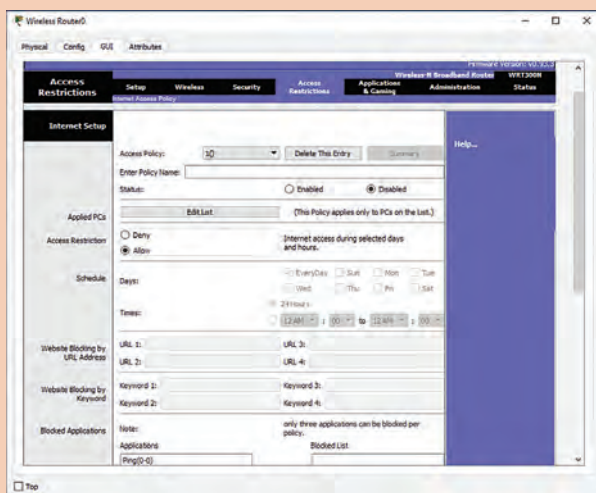 Wireless Router0
Physical Config GUI Attributes
Firmware Version: v0.93.3
Wireless-N Broadband Router WRT300N
Access Restrictions
Setup Wireless Security Access Restrictions Applications & Gaming Administration Status
Internet Access Policy
Internet Setup
Help...
Access Policy: 1() Delete This Entry Summary
Enter Policy Name:
Status: Enabled Disabled
Applied PCs Edit List (This Policy applies only to PCs on the List.)
Access Restriction Deny
Allow
Internet access during selected days
and hours.
Schedule Days: EveryDay Sun Mon Tue
Wed Thu Fri Sat
Times: 24 Hours
12 AM : 00 to 12 AM : 00
Website Blocking by
URL Address
URL 1: URL 3:
URL 2: URL 4:
Website Blocking by
Keyword
Keyword 1: Keyword 3:
Keyword 2: Keyword 4:
Blocked Applications Note: only three applications can be blocked per
policy.
Applications Blocked List
Ping(0-0)
Top